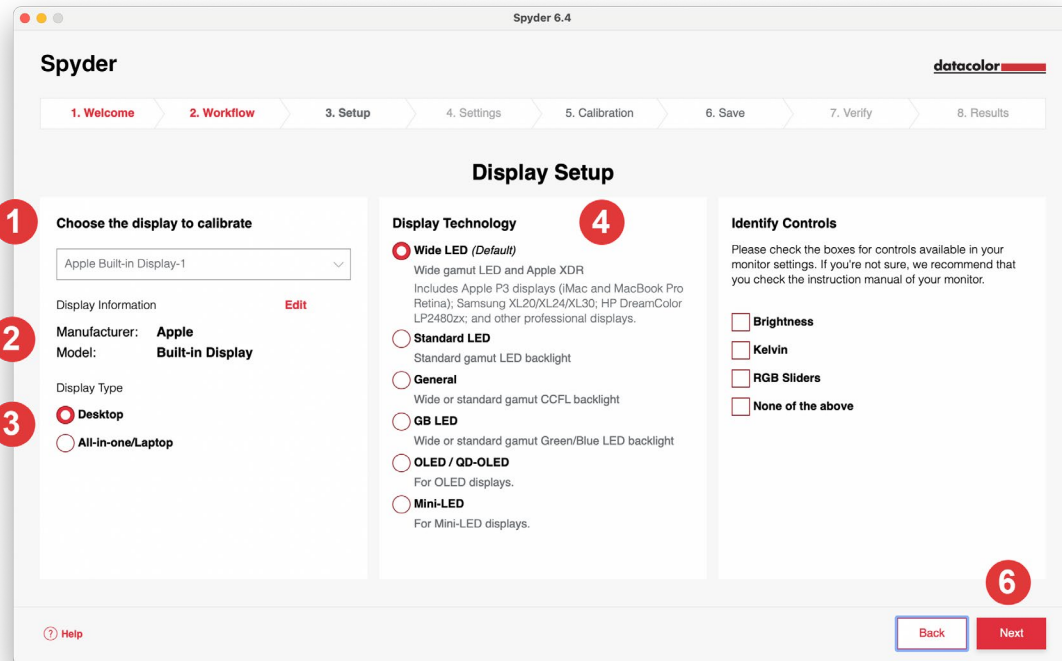 Spyder 6.4
Spyder
datacolor
1. Welcome
2. Workflow
3. Setup
4. Settings
5. Calibration
6. Save
7. Verify
8. Results
Display Setup
1
Choose the display to calibrate
Apple Built-in Display-1
Display Information
Edit
2
Manufacturer: Apple
Model: Built-in Display
Display Type
3
Desktop
All-in-one/Laptop
Display Technology
4
Wide LED (Default)
Wide gamut LED and Apple XDR
Includes Apple P3 displays (iMac and MacBook Pro
Retina); Samsung XL20/XL24/XL30; HP DreamColor
LP2480zx; and other professional displays.
Standard LED
Standard gamut LED backlight
General
Wide or standard gamut CCFL backlight
GB LED
Wide or standard gamut Green/Blue LED backlight
OLED / QD-OLED
For OLED displays.
Mini-LED
For Mini-LED displays.
Identify Controls
Please check the boxes for controls available in your
monitor settings. If you're not sure, we recommend that
you check the instruction manual of your monitor.
Brightness
Kelvin
RGB Sliders
None of the above
6
? Help
Back
Next